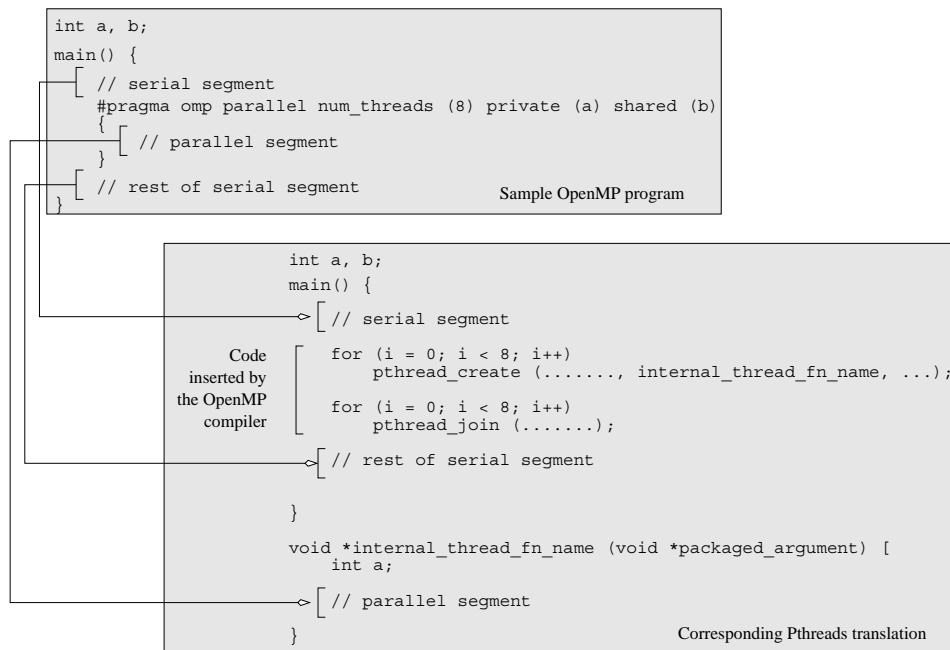 int a, b;
main() {
// serial segment
#pragma omp parallel num_threads (8) private (a) shared (b)
{
// parallel segment
}
// rest of serial segment
}
Sample OpenMP program
int a, b;
main() {
// serial segment
Code
inserted by
the OpenMP
compiler
for (i = 0; i < 8; i++)
pthread_create (......., internal_thread_fn_name, ...);
for (i = 0; i < 8; i++)
pthread_join (.......);
// rest of serial segment
}
void *internal_thread_fn_name (void *packaged_argument) [
int a;
// parallel segment
}
Corresponding Pthreads translation